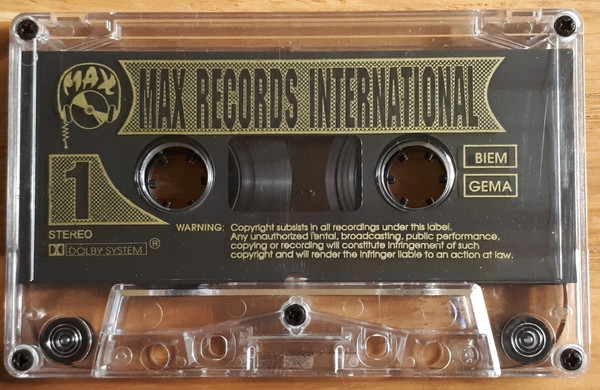 MAX
MAX RECORDS INTERNATIONAL
BIEM
GEMA
1
STEREO
DOLBY SYSTEM ®
WARNING: Copyright subsists in all recordings under this label.
Any unauthorized rental, broadcasting, public performance,
copying or recording will constitute infringement of such
copyright and will render the infringer liable to an action at law.